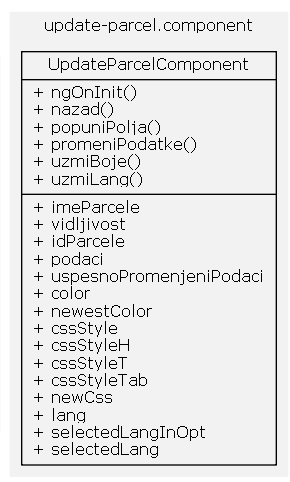 update-parcel.component
UpdateParcelComponent
+ ngOnInit()
+ nazad()
+ popuniPolja()
+ promeniPodatke()
+ uzmiBoje()
+ uzmiLang()
+ imeParcele
+ vidljivost
+ idParcele
+ podaci
+ uspesnoPromenjeniPodaci
+ color
+ newestColor
+ cssStyle
+ cssStyleH
+ cssStyleT
+ cssStyleTab
+ newCss
+ lang
+ selectedLangInOpt
+ selectedLang